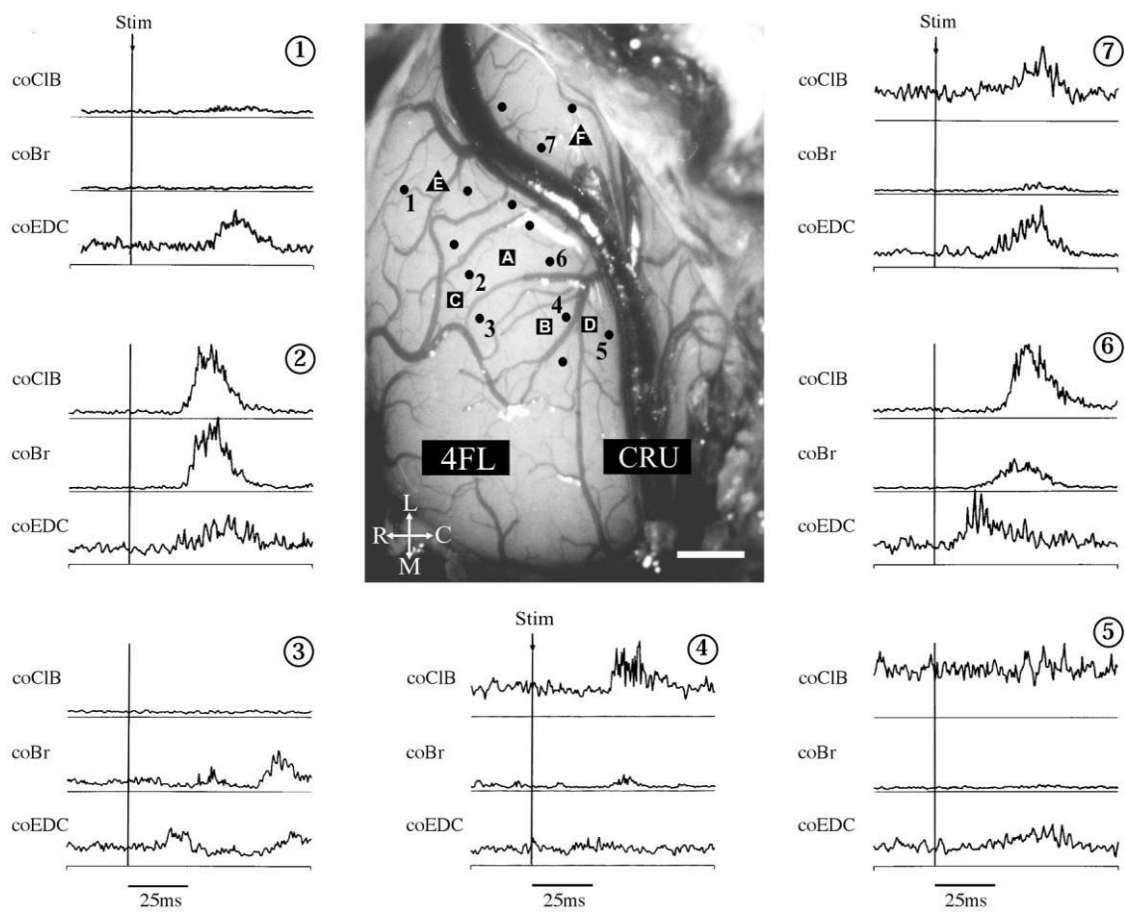 Stim
①
coClB
coBr
coEDC
②
coClB
coBr
coEDC
③
coClB
coBr
coEDC
25ms
F
7
E
1
A
6
2
C
4
3
B
D
5
4FL
CRU
L
R
C
M
Stim
④
coClB
coBr
coEDC
25ms
Stim
⑦
coClB
coBr
coEDC
⑥
coClB
coBr
coEDC
⑤
coClB
coBr
coEDC
25ms